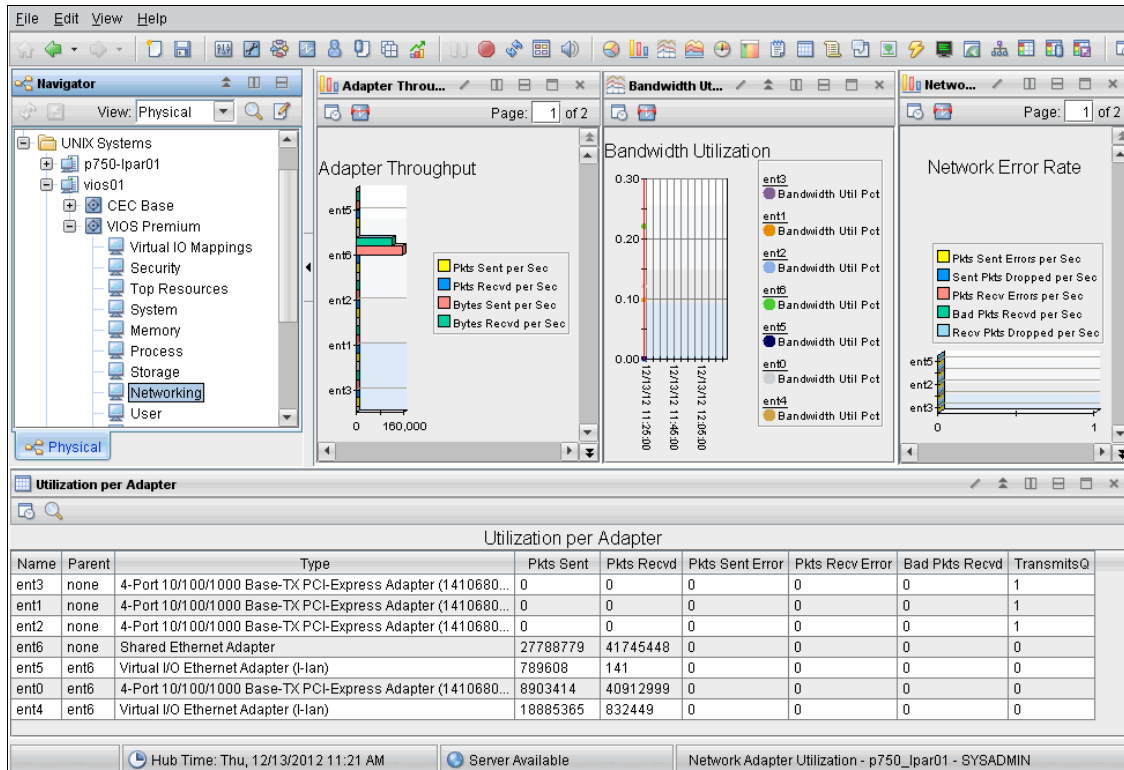 File Edit View Help
Navigator
View: Physical
UNIX Systems
p750-lpar01
vios01
CEC Base
VIOS Premium
Virtual IO Mappings
Security
Top Resources
System
Memory
Process
Storage
Networking
User
Physical
Adapter Throu...
Page: 1 of 2
Adapter Throughput
ent5
ent6
ent2
ent1
ent3
0 160,000
Pkts Sent per Sec
Pkts Recvd per Sec
Bytes Sent per Sec
Bytes Recvd per Sec
Bandwidth Ut...
Bandwidth Utilization
0.30
0.20
0.10
0.00
12/13/12 11:25:00
12/13/12 11:45:00
12/13/12 12:05:00
ent3
Bandwidth Util Pct
ent1
Bandwidth Util Pct
ent2
Bandwidth Util Pct
ent6
Bandwidth Util Pct
ent5
Bandwidth Util Pct
ent0
Bandwidth Util Pct
ent4
Bandwidth Util Pct
Netwo...
Page: 1 of 2
Network Error Rate
Pkts Sent Errors per Sec
Sent Pkts Dropped per Sec
Pkts Recv Errors per Sec
Bad Pkts Recvd per Sec
Recv Pkts Dropped per Sec
ent5
ent2
ent3
0 1
Utilization per Adapter
Utilization per Adapter
Name Parent Type Pkts Sent Pkts Recvd Pkts Sent Error Pkts Recv Error Bad Pkts Recvd TransmitsQ
ent3 none 4-Port 10/100/1000 Base-TX PCI-Express Adapter (1410680... 0 0 0 0 0 1
ent1 none 4-Port 10/100/1000 Base-TX PCI-Express Adapter (1410680... 0 0 0 0 0 1
ent2 none 4-Port 10/100/1000 Base-TX PCI-Express Adapter (1410680... 0 0 0 0 0 1
ent6 none Shared Ethernet Adapter 27788779 41745448 0 0 0 0
ent5 ent6 Virtual I/O Ethernet Adapter (l-lan) 789608 141 0 0 0 0
ent0 ent6 4-Port 10/100/1000 Base-TX PCI-Express Adapter (1410680... 8903414 40912999 0 0 0 0
ent4 ent6 Virtual I/O Ethernet Adapter (l-lan) 18885365 832449 0 0 0 0
Hub Time: Thu, 12/13/2012 11:21 AM
Server Available
Network Adapter Utilization - p750_lpar01 - SYSADMIN